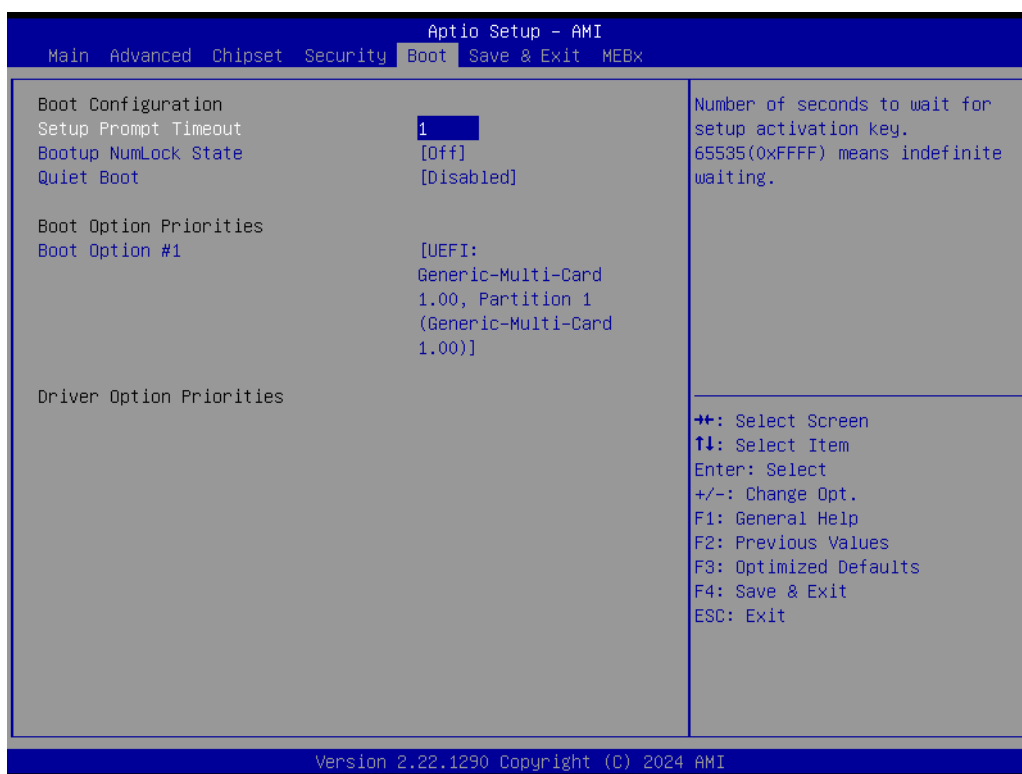 Aptio Setup – AMI
Main Advanced Chipset Security Boot Save & Exit MEBx
Boot Configuration
Setup Prompt Timeout 1
Bootup NumLock State [Off]
Quiet Boot [Disabled]
Boot Option Priorities
Boot Option #1 [UEFI:
Generic-Multi-Card
1.00, Partition 1
(Generic-Multi-Card
1.00)]
Driver Option Priorities
Number of seconds to wait for
setup activation key.
65535(0xFFFF) means indefinite
waiting.
→←: Select Screen
↑↓: Select Item
Enter: Select
+/-: Change Opt.
F1: General Help
F2: Previous Values
F3: Optimized Defaults
F4: Save & Exit
ESC: Exit
Version 2.22.1290 Copyright (C) 2024 AMI